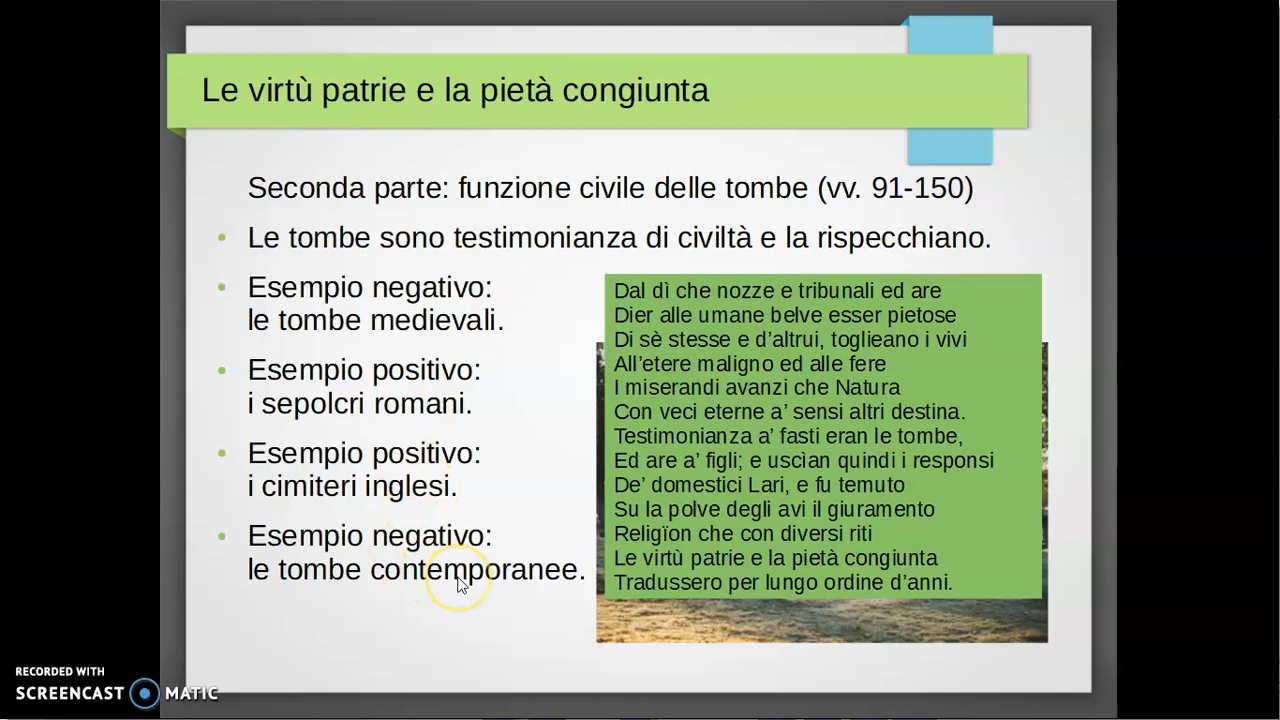 Le virtù patrie e la pietà congiunta
Seconda parte: funzione civile delle tombe (vv. 91-150)
Le tombe sono testimonianza di civiltà e la rispecchiano.
Esempio negativo:
le tombe medievali.
Esempio positivo:
i sepolcri romani.
Esempio positivo:
i cimiteri inglesi.
Esempio negativo:
le tombe contemporanee.
Dal dì che nozze e tribunali ed are
Dier alle umane belve esser pietose
Di sè stesse e d’altrui, toglieano i vivi
All’etere maligno ed alle fere
I miserandi avanzi che Natura
Con veci eterne a’ sensi altri destina.
Testimonianza a’ fasti eran le tombe,
Ed are a’ figli; e uscìan quindi i responsi
De’ domestici Lari, e fu temuto
Su la polve degli avi il giuramento
Religïon che con diversi riti
Le virtù patrie e la pietà congiunta
Tradussero per lungo ordine d’anni.
RECORDED WITH
SCREENCAST MATIC